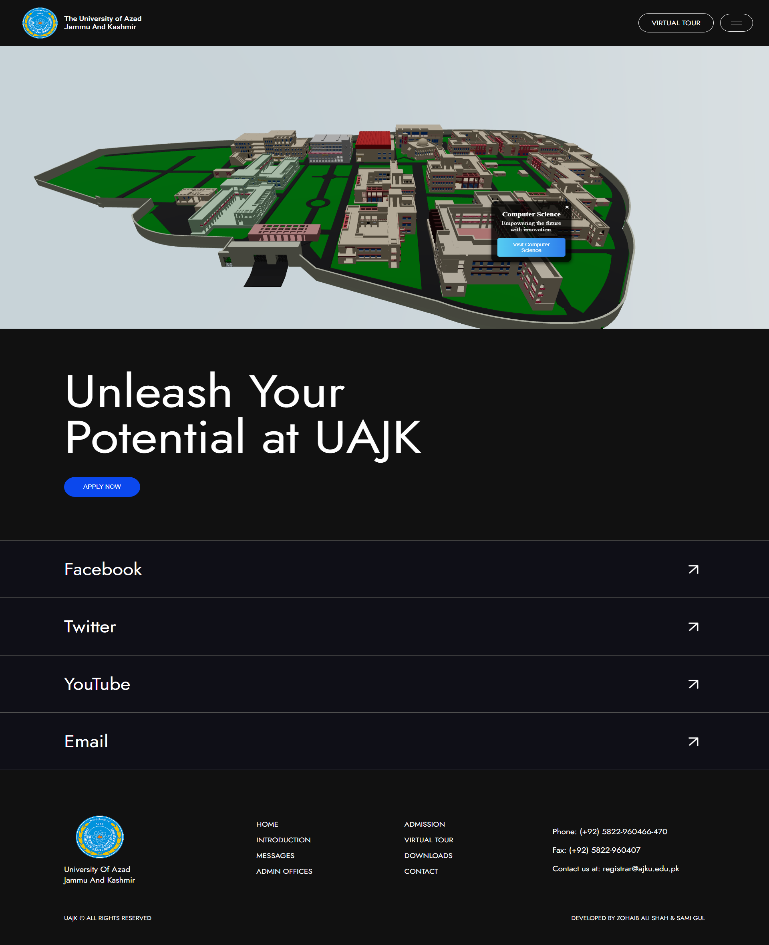 The University of Azad
Jammu And Kashmir
VIRTUAL TOUR
Computer Science
Empowering the future
with innovation
Visit Computer
Science
Unleash Your
Potential at UAJK
APPLY NOW
Facebook
Twitter
YouTube
Email
University Of Azad
Jammu And Kashmir
HOME
INTRODUCTION
MESSAGES
ADMIN OFFICES
ADMISSION
VIRTUAL TOUR
DOWNLOADS
CONTACT
Phone: (+92) 5822-960466-470
Fax: (+92) 5822-960407
Contact us at: registrar@ajku.edu.pk
UAJK © ALL RIGHTS RESERVED
DEVELOPED BY ZOHAIB ALI SHAH & SAMI GUL